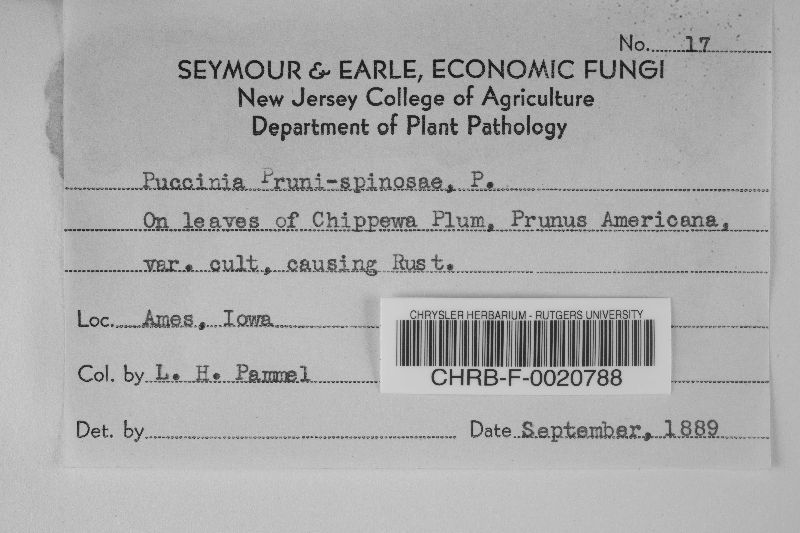 No. 17
SEYMOUR & EARLE, ECONOMIC FUNGI
New Jersey College of Agriculture
Department of Plant Pathology
Puccinia Pruni-spinosae, P.
On leaves of Chippewa Plum, Prunus Americana,
var. cult, causing Rust.
Loc. Ames, Iowa
CHRYSLER HERBARIUM - RUTGERS UNIVERSITY
CHRB-F-0020788
Col. by L. H. Pammel
Det. by
Date September, 1889